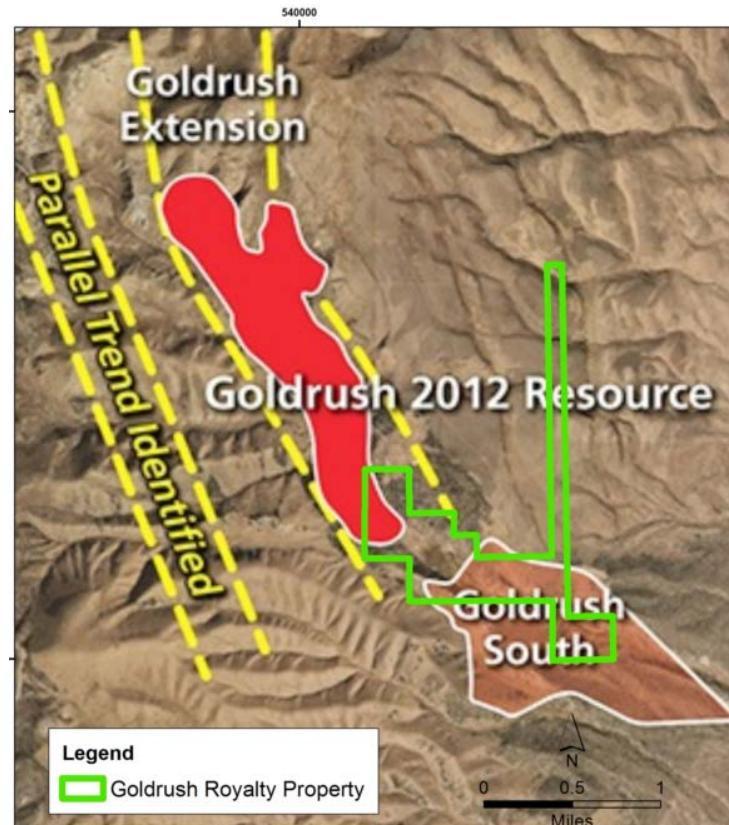 540000
Goldrush
Extension
Parallel Trend Identified
Goldrush 2012 Resource
Goldrush
South
N
Legend
Goldrush Royalty Property
0 0.5 1
Miles